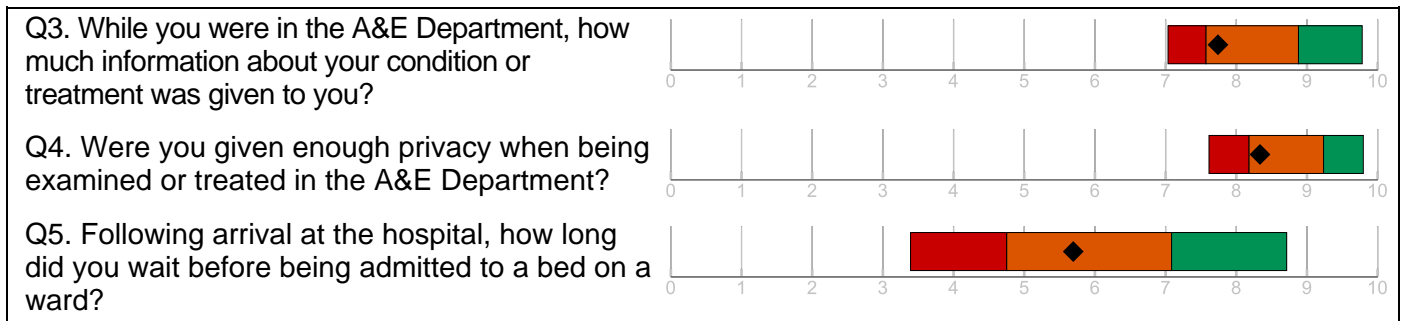 Q3. While you were in the A&E Department, how
much information about your condition or
treatment was given to you?
0 1 2 3 4 5 6 7 8 9 10
Q4. Were you given enough privacy when being
examined or treated in the A&E Department?
0 1 2 3 4 5 6 7 8 9 10
Q5. Following arrival at the hospital, how long
did you wait before being admitted to a bed on a
ward?
0 1 2 3 4 5 6 7 8 9 10